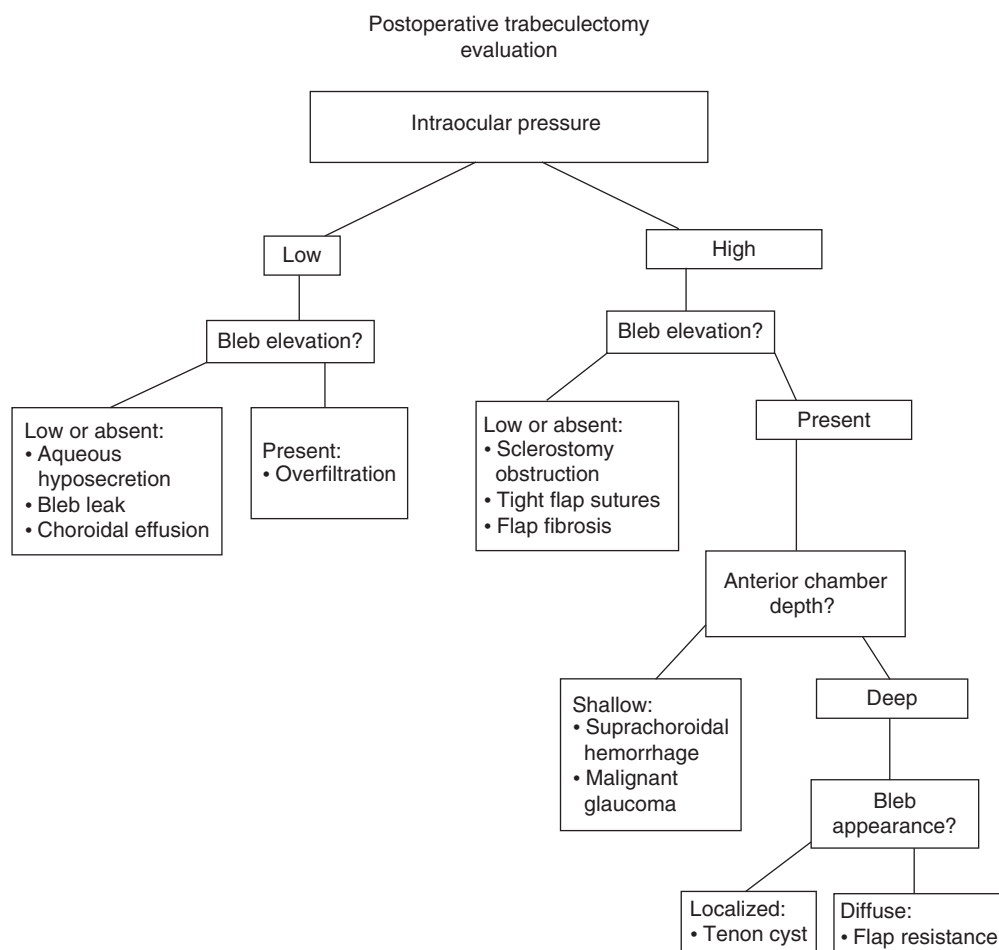 Postoperative trabeculectomy
evaluation
Intraocular pressure
Low
High
Bleb elevation?
Bleb elevation?
Low or absent:
• Aqueous
hyposecretion
• Bleb leak
• Choroidal effusion
Present:
• Overfiltration
Low or absent:
• Sclerostomy
obstruction
• Tight flap sutures
• Flap fibrosis
Present
Anterior chamber
depth?
Shallow:
• Suprachoroidal
hemorrhage
• Malignant
glaucoma
Deep
Bleb
appearance?
Localized:
• Tenon cyst
Diffuse:
• Flap resistance